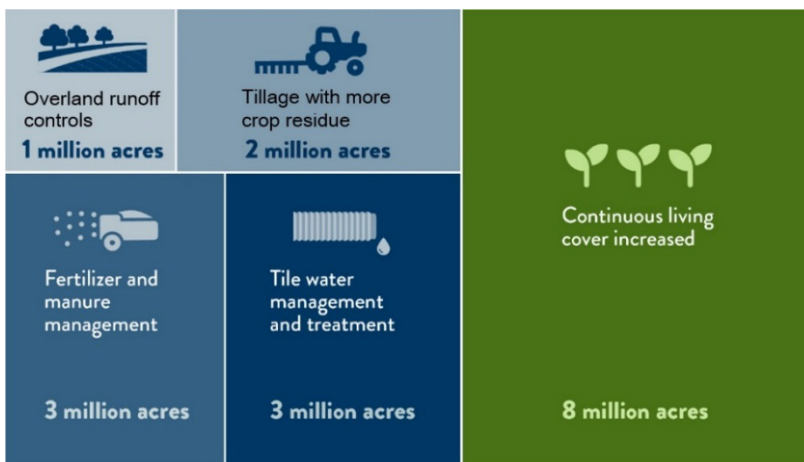 Overland runoff
controls
1 million acres
Tillage with more
crop residue
2 million acres
Continuous living
cover increased
8 million acres
Fertilizer and
manure
management
3 million acres
Tile water
management
and treatment
3 million acres